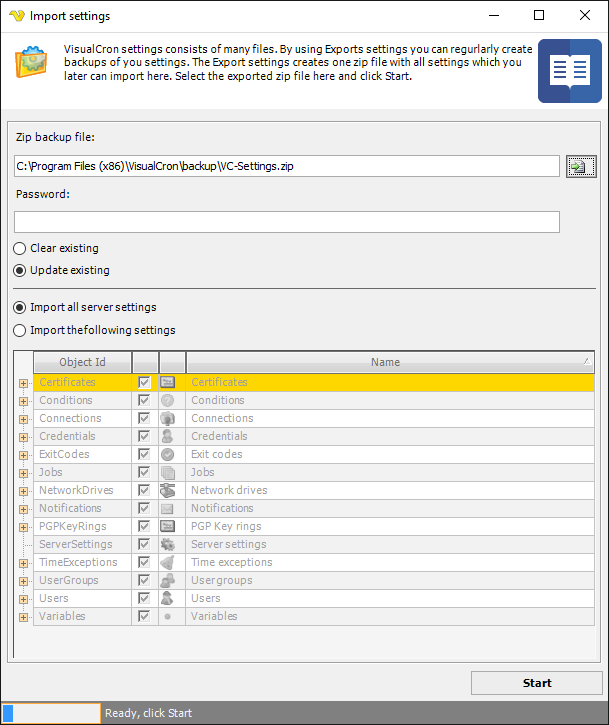 Import settings
VisualCron settings consists of many files. By using Exports settings you can regurlarly create
backups of you settings. The Export settings creates one zip file with all settings which you
later can import here. Select the exported zip file here and click Start.
Zip backup file:
C:\Program Files (x86)\VisualCron\backup\VC-Settings.zip
Password:
Clear existing
Update existing
Import all server settings
Import the following settings
Object Id Name
Certificates Certificates
Conditions Conditions
Connections Connections
Credentials Credentials
ExitCodes Exit codes
Jobs Jobs
NetworkDrives Network drives
Notifications Notifications
PGPKeyRings PGP Key rings
ServerSettings Server settings
TimeExceptions Time exceptions
UserGroups User groups
Users Users
Variables Variables
Start
Ready, click Start